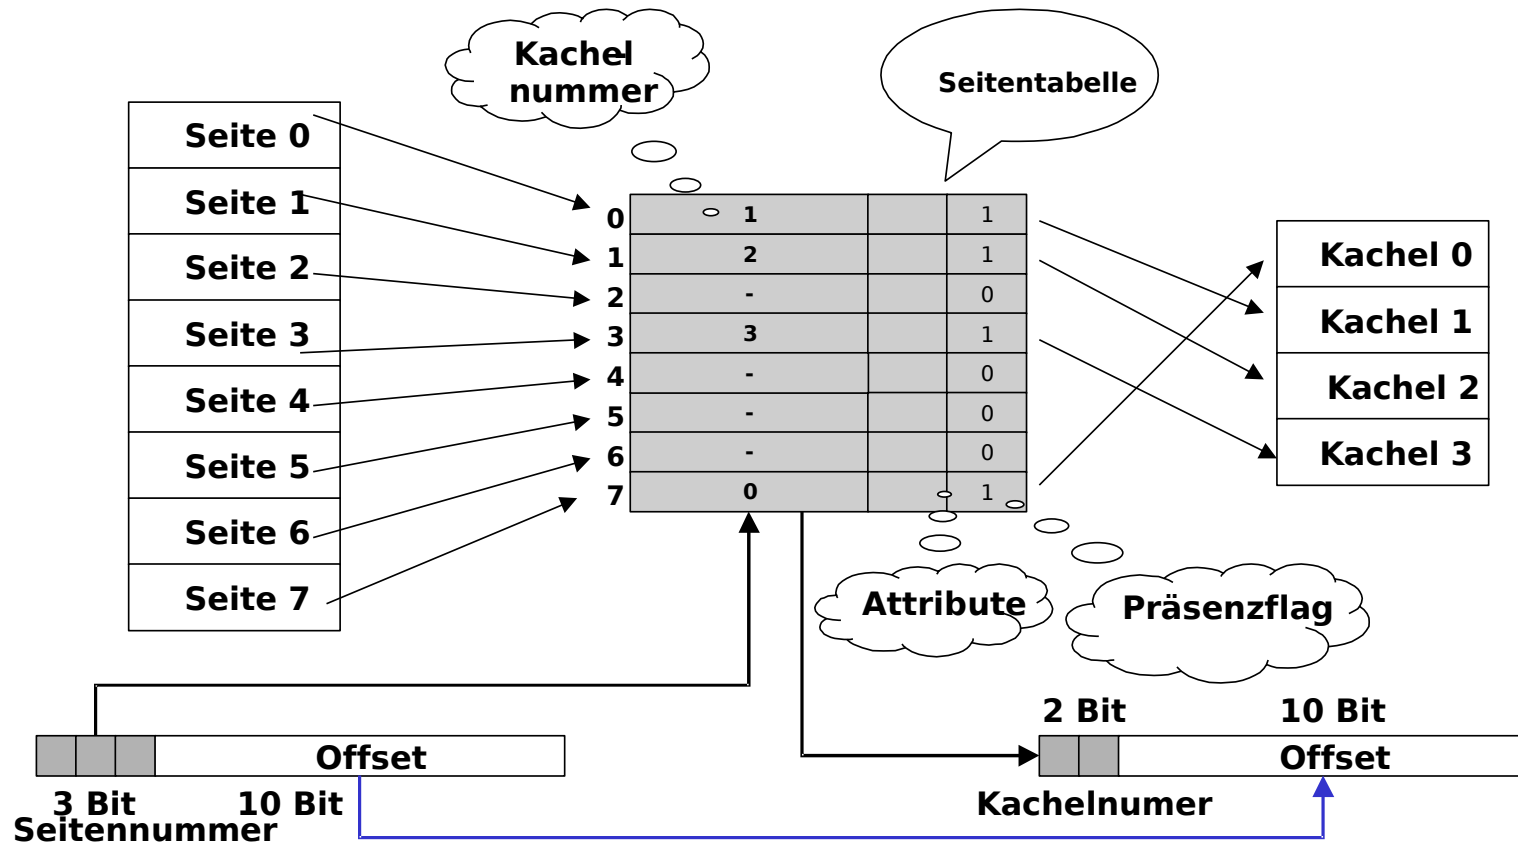 Kachel-
nummer
Seitentabelle
Seite 0
Seite 1
Seite 2
Seite 3
Seite 4
Seite 5
Seite 6
Seite 7
0 1 1
1 2 1
2 - 0
3 3 1
4 - 0
5 - 0
6 - 0
7 0 1
Kachel 0
Kachel 1
Kachel 2
Kachel 3
Attribute
Präsenzflag
Offset
3 Bit 10 Bit
Seitennummer
2 Bit 10 Bit
Offset
Kachelnumer